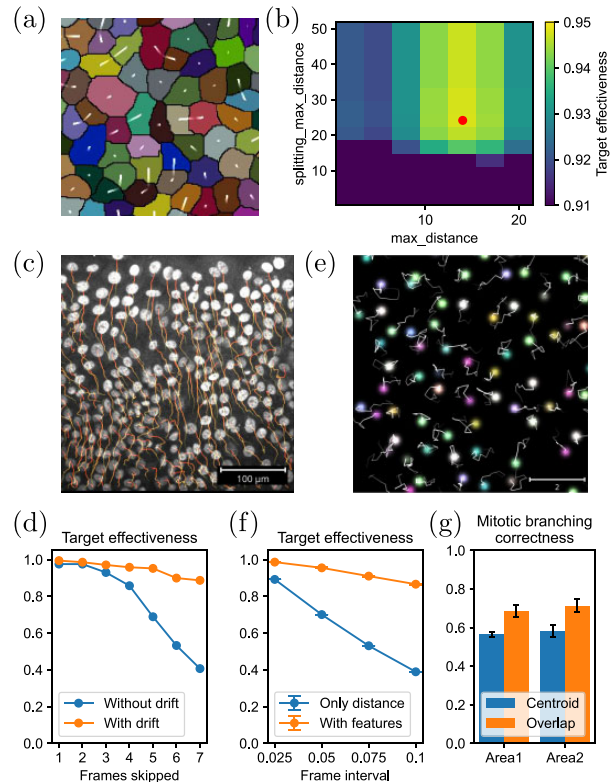 (a)
(b)
splitting_max_distance
50
40
30
20
10
10
20
max_distance
0.95
0.94
0.93
0.92
0.91
Target effectiveness
(c)
100 μm
(e)
2
(d)
Target effectiveness
1.0
0.8
0.6
0.4
0.2
0.0
Without drift
With drift
1 2 3 4 5 6 7
Frames skipped
(f)
Target effectiveness
1.0
0.8
0.6
0.4
0.2
0.0
Only distance
With features
0.025 0.05 0.075 0.1
Frame interval
(g)
Mitotic branching
correctness
1.0
0.8
0.6
0.4
0.2
0.0
Centroid
Overlap
Area1 Area2